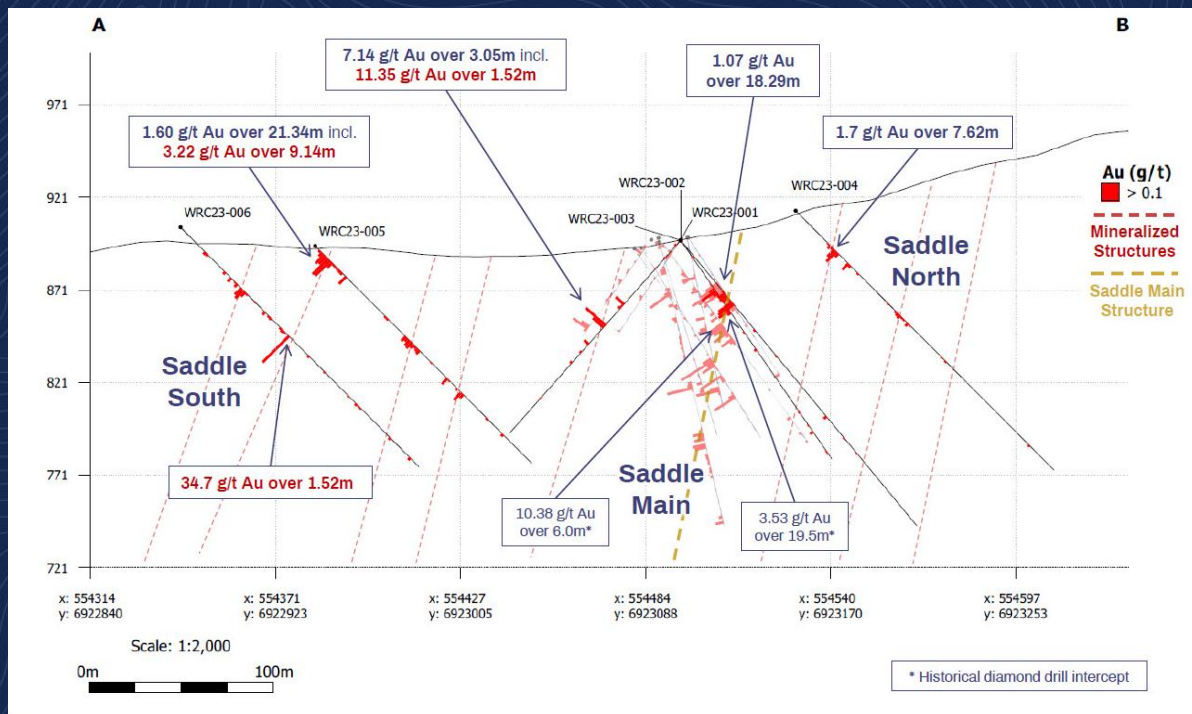 A
B
7.14 g/t Au over 3.05m incl.
11.35 g/t Au over 1.52m
1.07 g/t Au
over 18.29m
1.60 g/t Au over 21.34m incl.
3.22 g/t Au over 9.14m
1.7 g/t Au over 7.62m
971
921
871
821
771
721
WRC23-006
WRC23-005
WRC23-003
WRC23-002
WRC23-001
WRC23-004
Au (g/t)
> 0.1
Mineralized
Structures
Saddle Main
Structure
Saddle
North
Saddle
South
Saddle
Main
34.7 g/t Au over 1.52m
10.38 g/t Au
over 6.0m*
3.53 g/t Au
over 19.5m*
x: 554314
y: 6922840
x: 554371
y: 6922923
x: 554427
y: 6923005
x: 554484
y: 6923088
x: 554540
y: 6923170
x: 554597
y: 6923253
Scale: 1:2,000
0m
100m
* Historical diamond drill intercept